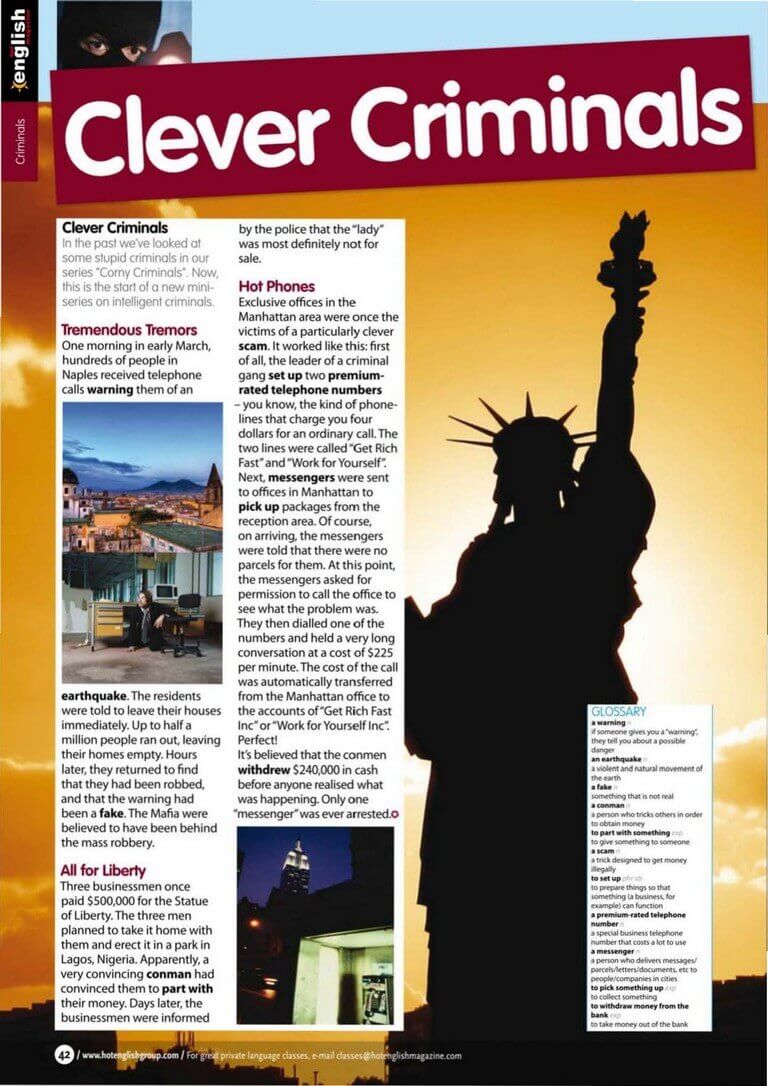 Hot
english
magazine
Criminals
Clever Criminals
Clever Criminals
In the past we've looked at
some stupid criminals in our
series "Corny Criminals". Now,
this is the start of a new mini-
series on intelligent criminals.
Tremendous Tremors
One morning in early March,
hundreds of people in
Naples received telephone
calls warning them of an
earthquake. The residents
were told to leave their houses
immediately. Up to half a
million people ran out, leaving
their homes empty. Hours
later, they returned to find
that they had been robbed,
and that the warning had
been a fake. The Mafia were
believed to have been behind
the mass robbery.
All for Liberty
Three businessmen once
paid $500,000 for the Statue
of Liberty. The three men
planned to take it home with
them and erect it in a park in
Lagos, Nigeria. Apparently, a
very convincing conman had
convinced them to part with
their money. Days later, the
businessmen were informed
by the police that the "lady"
was most definitely not for
sale.
Hot Phones
Exclusive offices in the
Manhattan area were once the
victims of a particularly clever
scam. It worked like this: first
of all, the leader of a criminal
gang set up two premium-
rated telephone numbers
– you know, the kind of phone-
lines that charge you four
dollars for an ordinary call. The
two lines were called "Get Rich
Fast" and "Work for Yourself".
Next, messengers were sent
to offices in Manhattan to
pick up packages from the
reception area. Of course,
on arriving, the messengers
were told that there were no
parcels for them. At this point,
the messengers asked for
permission to call the office to
see what the problem was.
They then dialled one of the
numbers and held a very long
conversation at a cost of $225
per minute. The cost of the call
was automatically transferred
from the Manhattan office to
the accounts of "Get Rich Fast
Inc" or "Work for Yourself Inc".
Perfect!
It's believed that the conmen
withdrew $240,000 in cash
before anyone realised what
was happening. Only one
"messenger" was ever arrested.
GLOSSARY
a warning n
if someone gives you a "warning",
they tell you about a possible
danger
an earthquake n
a violent and natural movement of
the earth
a fake n
something that is not real
a conman n
a person who tricks others in order
to obtain money
to part with something exp
to give something to someone
a scam n
a trick designed to get money
illegally
to set up phr vb
to prepare things so that
something (a business, for
example) can function
a premium-rated telephone
number n
a special business telephone
number that costs a lot to use
a messenger n
a person who delivers messages/
parcels/letters/documents, etc to
people/companies in cities
to pick something up exp
to collect something
to withdraw money from the
bank exp
to take money out of the bank
42 / www.hotenglishgroup.com / For great private language classes, e-mail classes@hotenglishmagazine.com